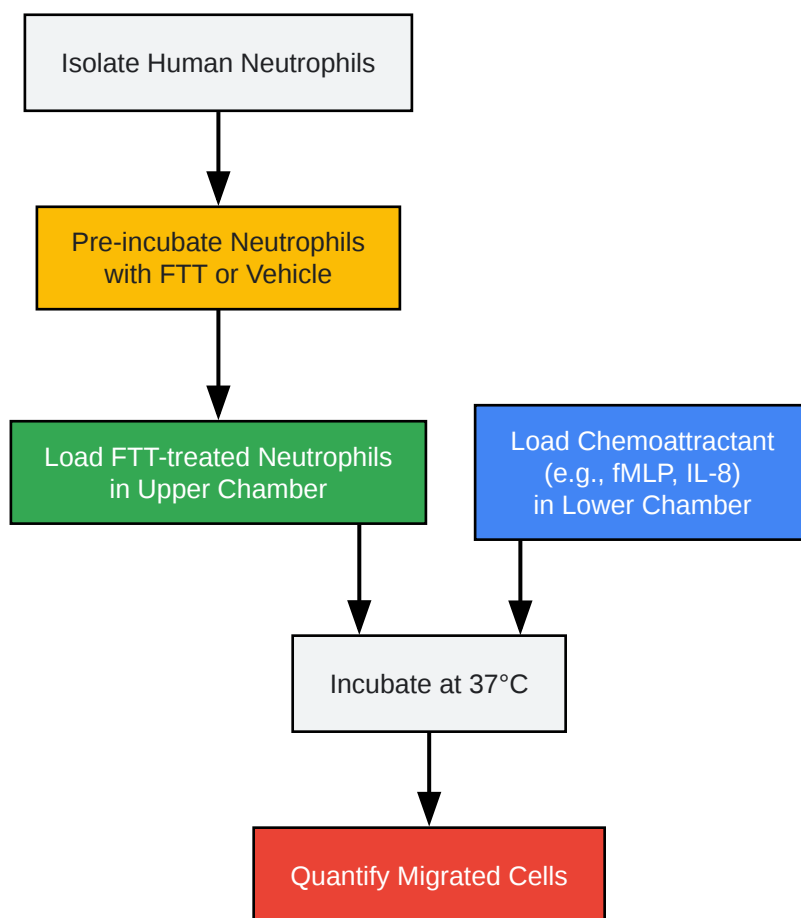 Isolate Human Neutrophils
Pre-incubate Neutrophils
with FTT or Vehicle
Load FTT-treated Neutrophils
in Upper Chamber
Load Chemoattractant
(e.g., fMLP, IL-8)
in Lower Chamber
Incubate at 37°C
Quantify Migrated Cells